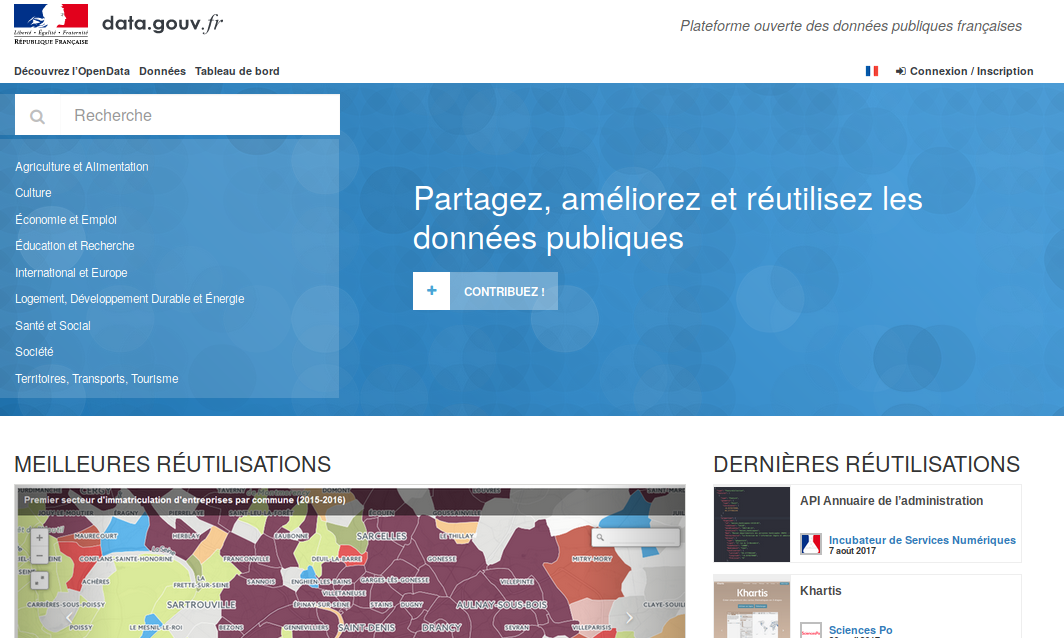 data.gouv.fr
Liberté • Égalité • Fraternité
RÉPUBLIQUE FRANÇAISE
Plateforme ouverte des données publiques françaises
Découvrez l'OpenData Données Tableau de bord
Connexion / Inscription
Recherche
Agriculture et Alimentation
Culture
Économie et Emploi
Éducation et Recherche
International et Europe
Logement, Développement Durable et Énergie
Santé et Social
Société
Territoires, Transports, Tourisme
Partagez, améliorez et réutilisez les
données publiques
+ CONTRIBUEZ !
MEILLEURES RÉUTILISATIONS
Premier secteur d'immatriculation d'entreprises par commune (2015-2016)
+
−
MAURECOURT
ÉRAGNY
PIERRELAYE
HERBLAY
EAUBONNE
SARCELLES
LE THILLAY
GOUSSAINVILLE
CONFLANS-SAINTE-HONORINE
FRANCONVILLE
DEUIL-LA-BARRE
GONESSE
MITRY-MORY
ACHÈRES
LA
FRETTE-SUR-SEINE
SANNOIS
ENGHIEN-LES-BAINS
GARGES-LÈS-GONESSE
VILLEPINTE
VILLETANEUSE
CARRIÈRES-SOUS-POISSY
SARTROUVILLE
ÉPINAY-SUR-SEINE
STAINS
DUGNY
AULNAY-SOUS-BOIS
CLAYE-SOUIL
POISSY
LE MESNIL-LE-ROI
BEZONS
GENNEVILLIERS
SAINT-DENIS
DRANCY
SEVRAN
VILLEPARISIS
DERNIÈRES RÉUTILISATIONS
API Annuaire de l'administration
Incubateur de Services Numériques
7 août 2017
Khartis
Khartis
Sciences Po